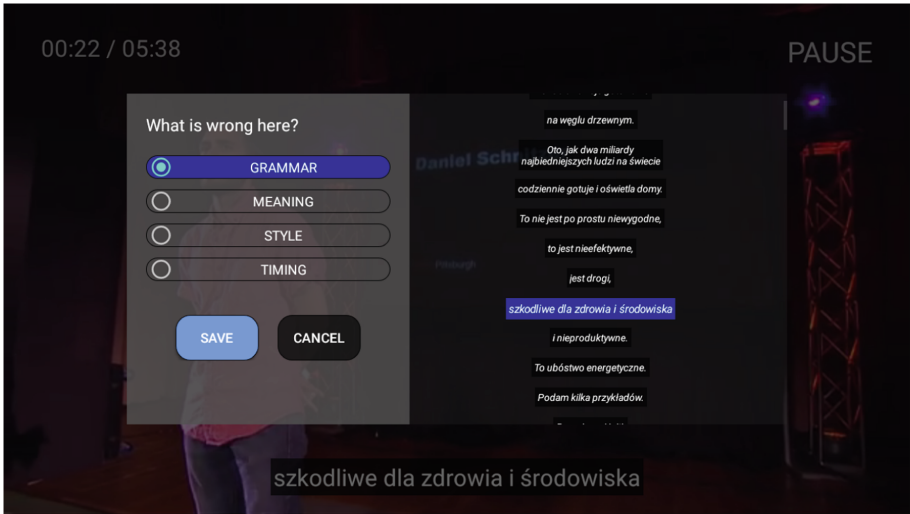 00:22 / 05:38
PAUSE
What is wrong here?
GRAMMAR
MEANING
STYLE
TIMING
SAVE
CANCEL
na węglu drzewnym.
Oto, jak dwa miliardy
najbiedniejszych ludzi na świecie
codziennie gotuje i oświetla domy.
To nie jest po prostu niewygodne,
to jest nieefektywne,
jest drogi,
szkodliwe dla zdrowia i środowiska
i nieproduktywne.
To ubóstwo energetyczne.
Podam kilka przykładów.
Daniel
Pittsburgh
szkodliwe dla zdrowia i środowiska